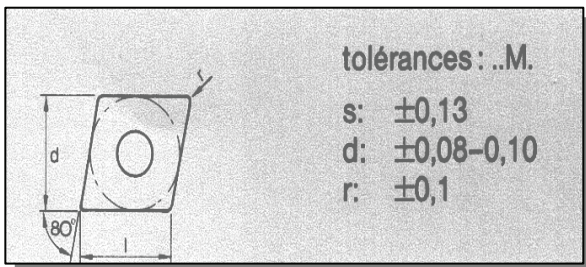 r
d
80°
l
tolérances : ..M.
s: ±0,13
d: ±0,08–0,10
r: ±0,1